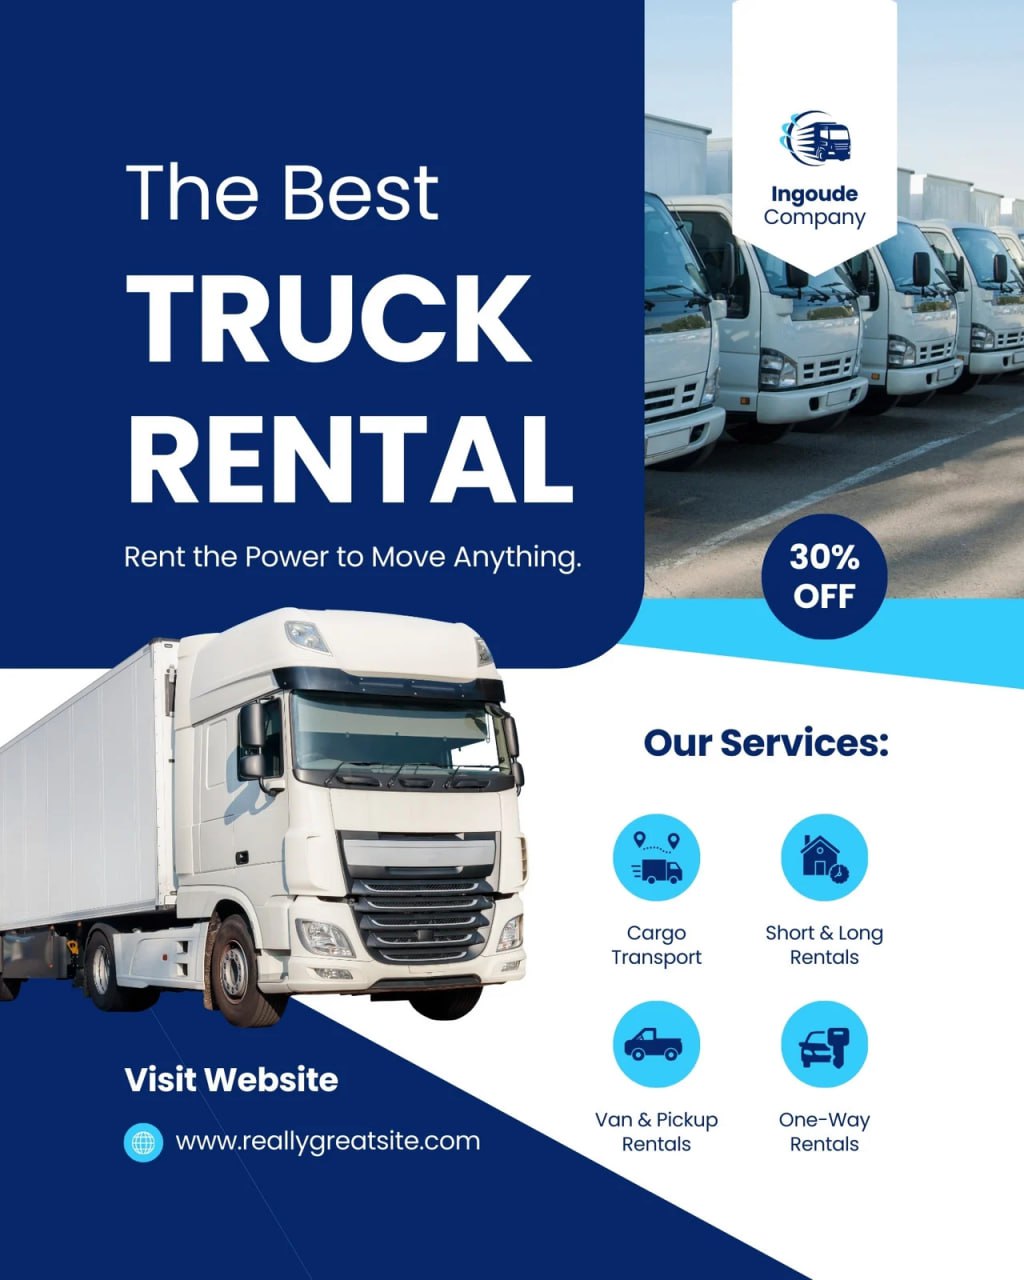 Ingoude
Company
The Best
TRUCK
RENTAL
Rent the Power to Move Anything.
30%
OFF
Our Services:
Cargo
Transport
Short & Long
Rentals
Van & Pickup
Rentals
One-Way
Rentals
Visit Website
www.reallygreatsite.com